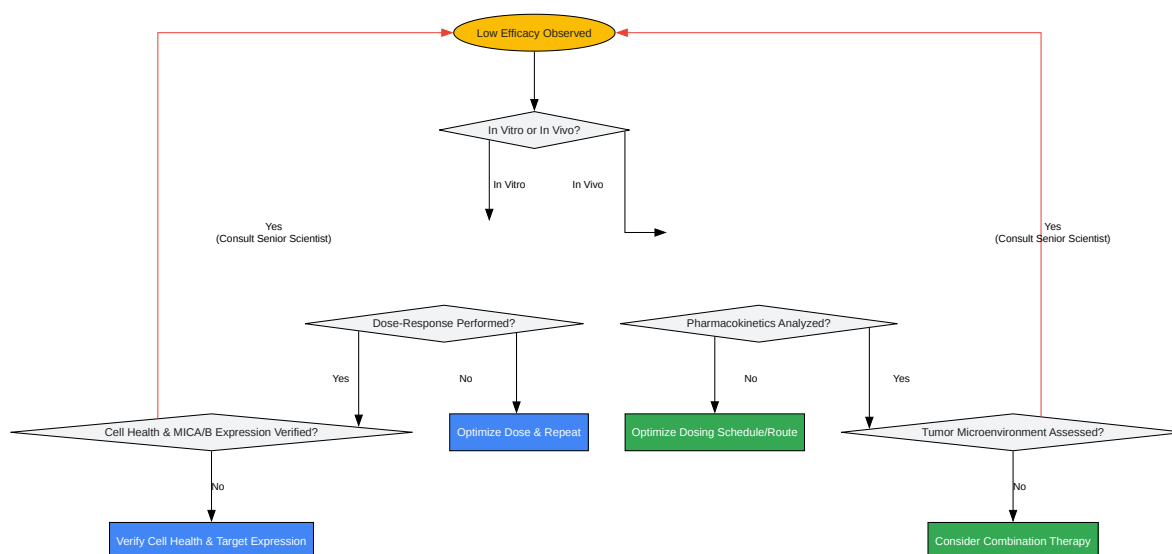 Low Efficacy Observed
In Vitro or In Vivo?
In Vitro
In Vivo
Yes
(Consult Senior Scientist)
Yes
(Consult Senior Scientist)
Dose-Response Performed?
Pharmacokinetics Analyzed?
Yes
No
No
Yes
Cell Health & MICA/B Expression Verified?
Optimize Dose & Repeat
Optimize Dosing Schedule/Route
Tumor Microenvironment Assessed?
No
No
Verify Cell Health & Target Expression
Consider Combination Therapy